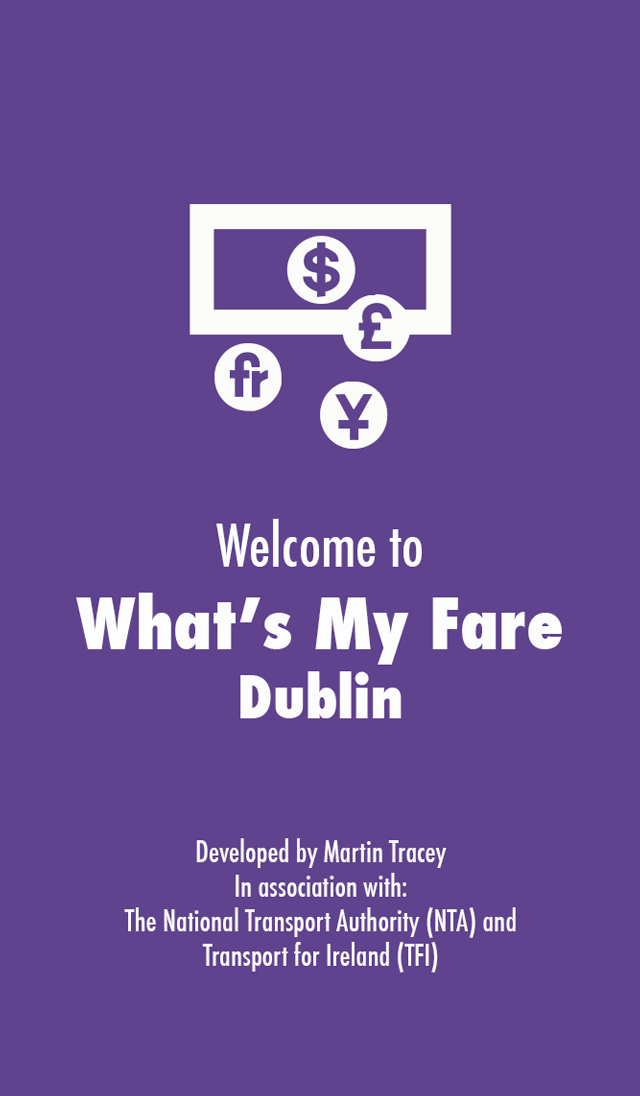 $
£
fr
¥
Welcome to
What's My Fare
Dublin
Developed by Martin Tracey
In association with:
The National Transport Authority (NTA) and
Transport for Ireland (TFI)